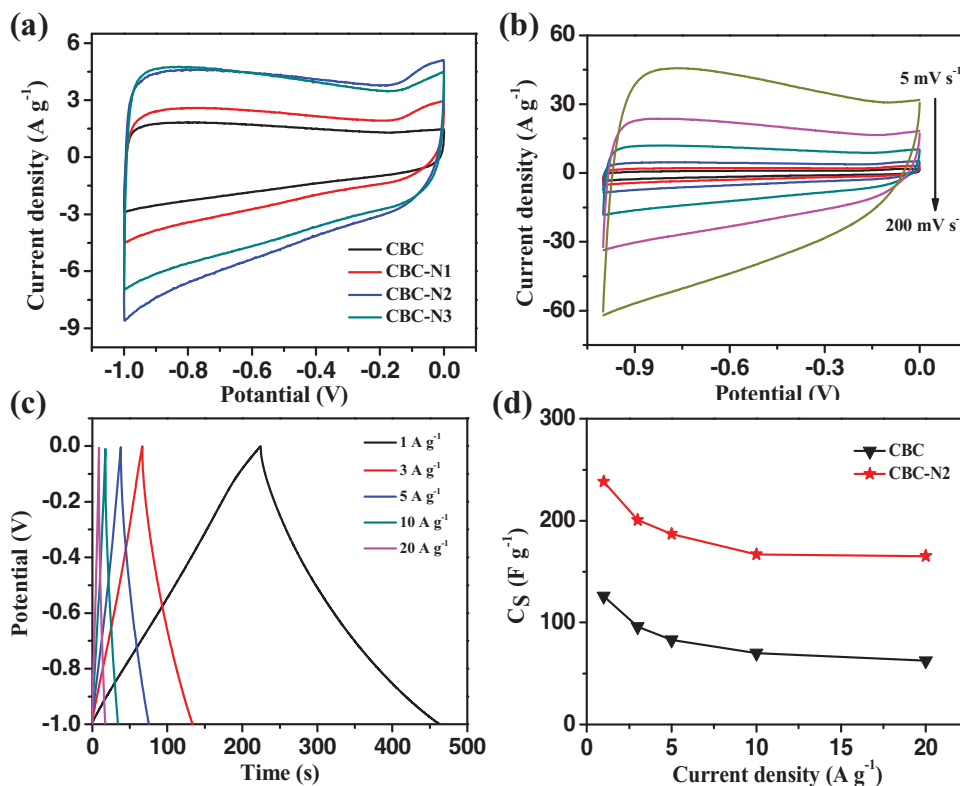 (a)
Current density (A g-1)
6
3
0
-3
-6
-9
CBC
CBC-N1
CBC-N2
CBC-N3
-1.0 -0.8 -0.6 -0.4 -0.2 0.0
Potantial (V)
(b)
Current density (A g-1)
60
30
0
-30
-60
5 mV s-1
200 mV s-1
-0.9 -0.6 -0.3 0.0
Potential (V)
(c)
Potential (V)
0.0
-0.2
-0.4
-0.6
-0.8
-1.0
1 A g-1
3 A g-1
5 A g-1
10 A g-1
20 A g-1
0 100 200 300 400 500
Time (s)
(d)
CS (F g-1)
300
200
100
0
CBC
CBC-N2
0 5 10 15 20
Current density (A g-1)